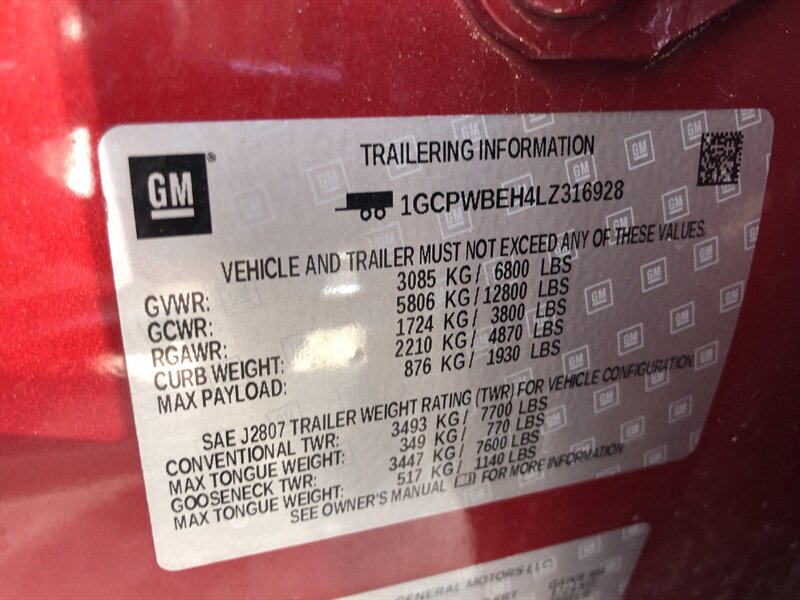 GM®
TRAILERING INFORMATION
1GCPWBEH4LZ316928
VEHICLE AND TRAILER MUST NOT EXCEED ANY OF THESE VALUES
GVWR: 3085 KG/ 6800 LBS
GCWR: 5806 KG/12800 LBS
RGAWR: 1724 KG/ 3800 LBS
CURB WEIGHT: 2210 KG/ 4870 LBS
MAX PAYLOAD: 876 KG/ 1930 LBS
SAE J2807 TRAILER WEIGHT RATING (TWR) FOR VEHICLE CONFIGURATION
CONVENTIONAL TWR: 3493 KG/ 7700 LBS
MAX TONGUE WEIGHT: 349 KG/ 770 LBS
GOOSENECK TWR: 3447 KG/ 7600 LBS
MAX TONGUE WEIGHT: 517 KG/ 1140 LBS
SEE OWNER'S MANUAL FOR MORE INFORMATION
GENERAL MOTORS LLC